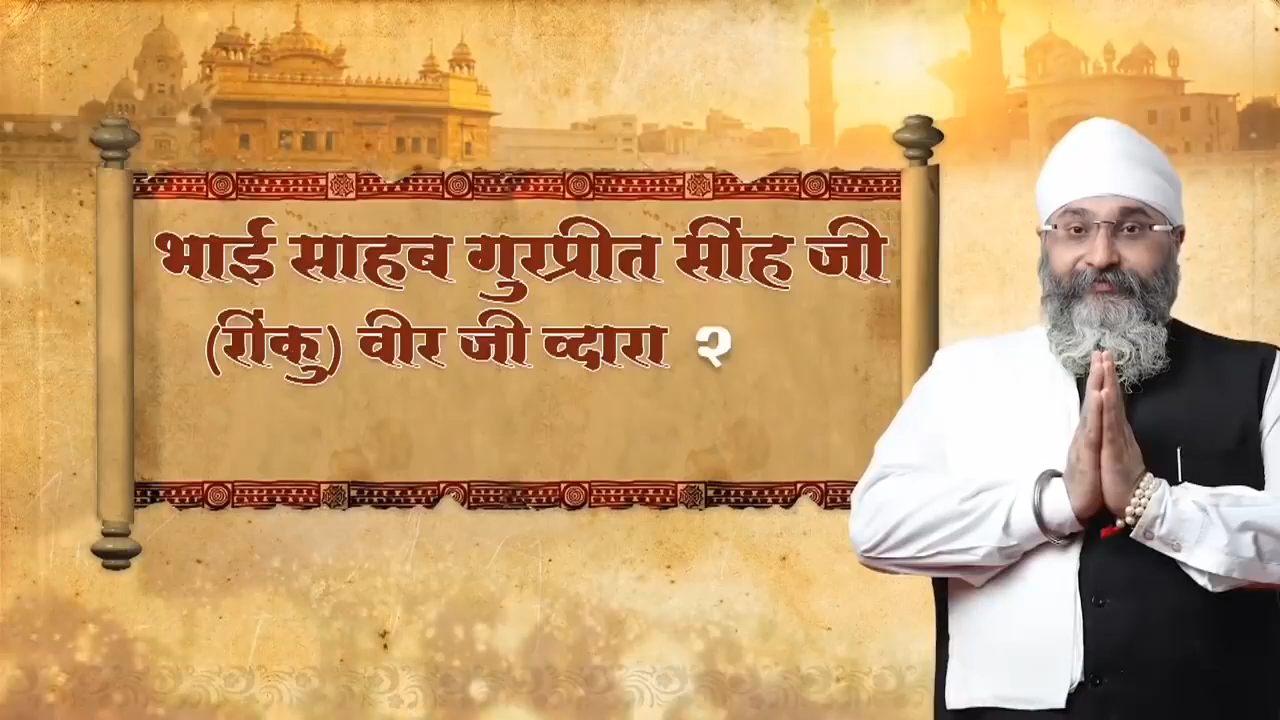 भाई साहब गुरप्रीत सींह जी
(रींकु) वीर जी व्दारा २